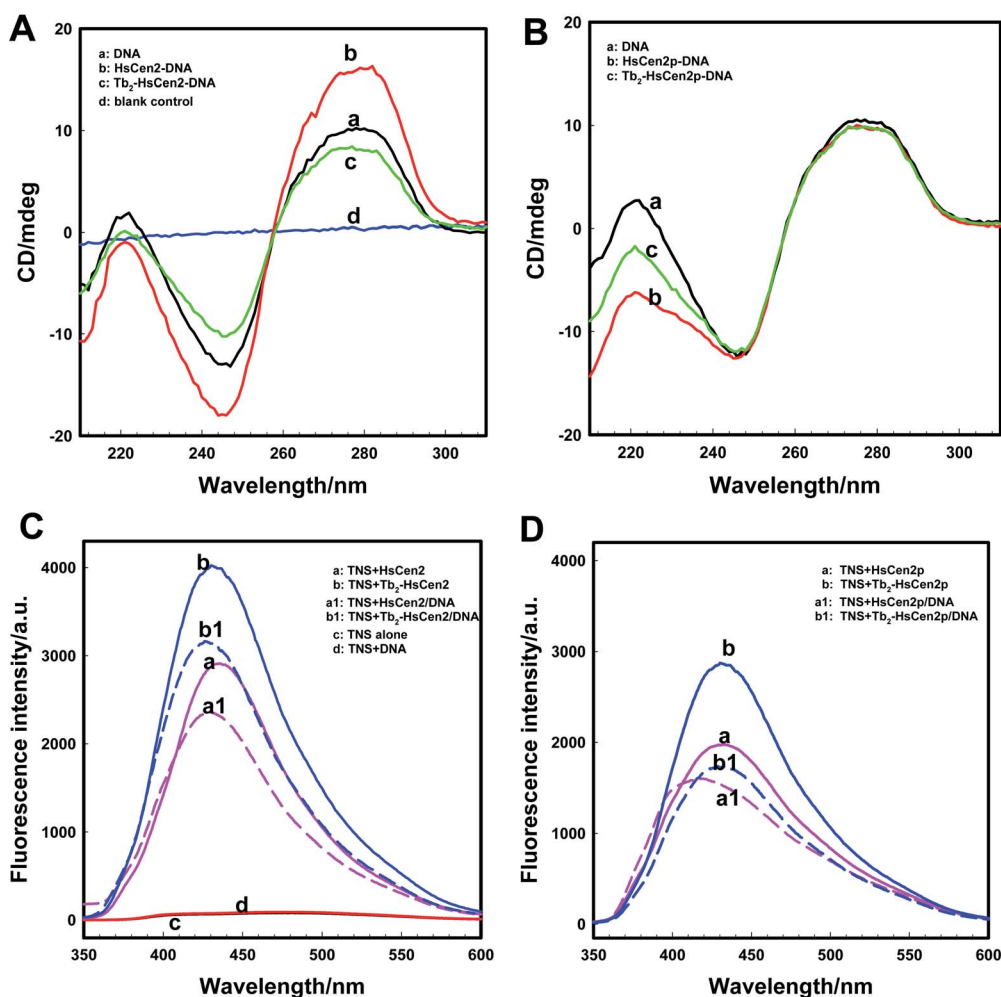 A
a: DNA
b: HsCen2-DNA
c: Tb₂-HsCen2-DNA
d: blank control
b
a
c
d
20
10
0
-10
-20
CD/mdeg
220 240 260 280 300
Wavelength/nm
B
a: DNA
b: HsCen2p-DNA
c: Tb₂-HsCen2p-DNA
a
c
b
20
10
0
-10
-20
CD/mdeg
220 240 260 280 300
Wavelength/nm
C
a: TNS+HsCen2
b: TNS+Tb₂-HsCen2
a1: TNS+HsCen2/DNA
b1: TNS+Tb₂-HsCen2/DNA
c: TNS alone
d: TNS+DNA
b
b1
a
a1
d
c
4000
3000
2000
1000
0
Fluorescence intensity/a.u.
350 400 450 500 550 600
Wavelength/nm
D
a: TNS+HsCen2p
b: TNS+Tb₂-HsCen2p
a1: TNS+HsCen2p/DNA
b1: TNS+Tb₂-HsCen2p/DNA
b
a
b1
a1
4000
3000
2000
1000
0
Fluorescence intensity/a.u.
350 400 450 500 550 600
Wavelength/nm